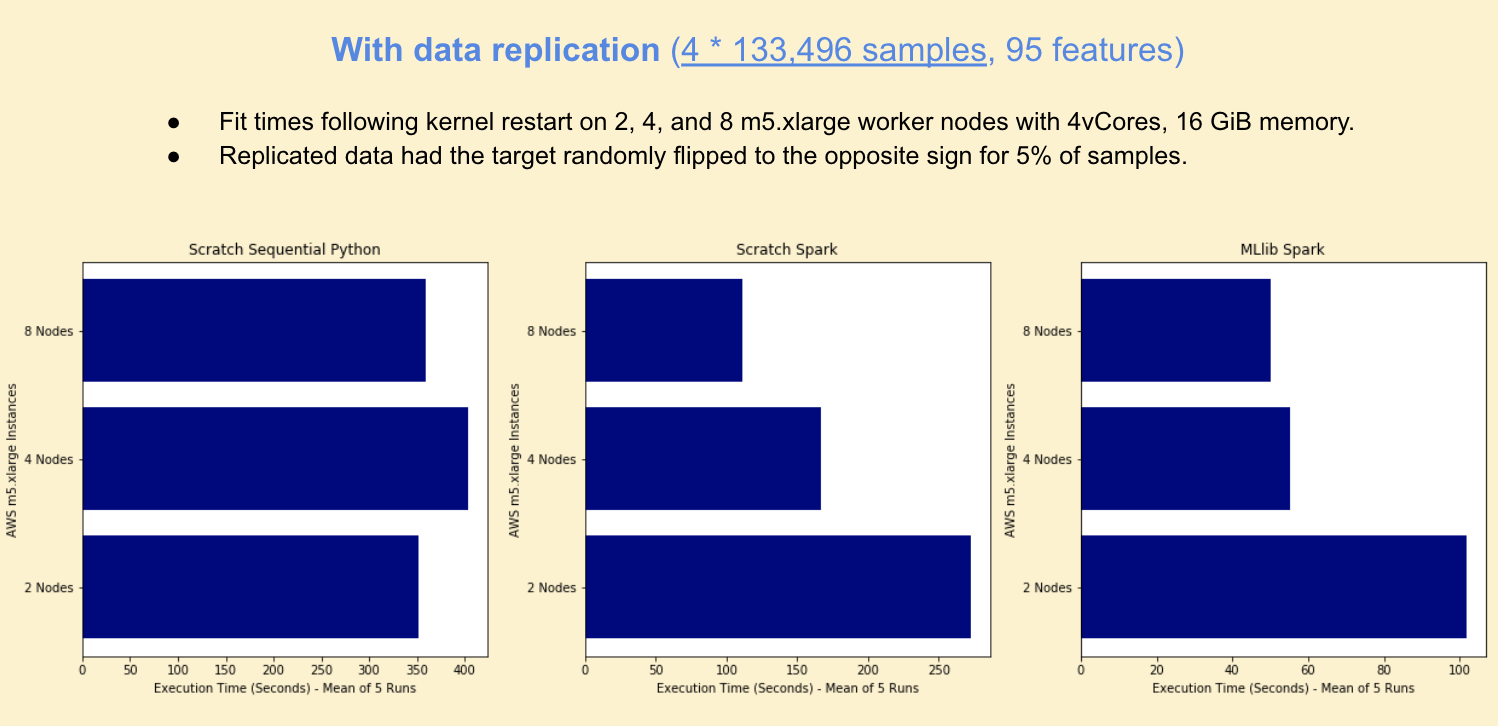 With data replication (4 * 133,496 samples, 95 features)
● Fit times following kernel restart on 2, 4, and 8 m5.xlarge worker nodes with 4vCores, 16 GiB memory.
● Replicated data had the target randomly flipped to the opposite sign for 5% of samples.
Scratch Sequential Python
AWS m5.xlarge Instances
8 Nodes
4 Nodes
2 Nodes
0 50 100 150 200 250 300 350 400
Execution Time (Seconds) - Mean of 5 Runs
Scratch Spark
AWS m5.xlarge Instances
8 Nodes
4 Nodes
2 Nodes
0 50 100 150 200 250
Execution Time (Seconds) - Mean of 5 Runs
MLlib Spark
AWS m5.xlarge Instances
8 Nodes
4 Nodes
2 Nodes
0 20 40 60 80 100
Execution Time (Seconds) - Mean of 5 Runs